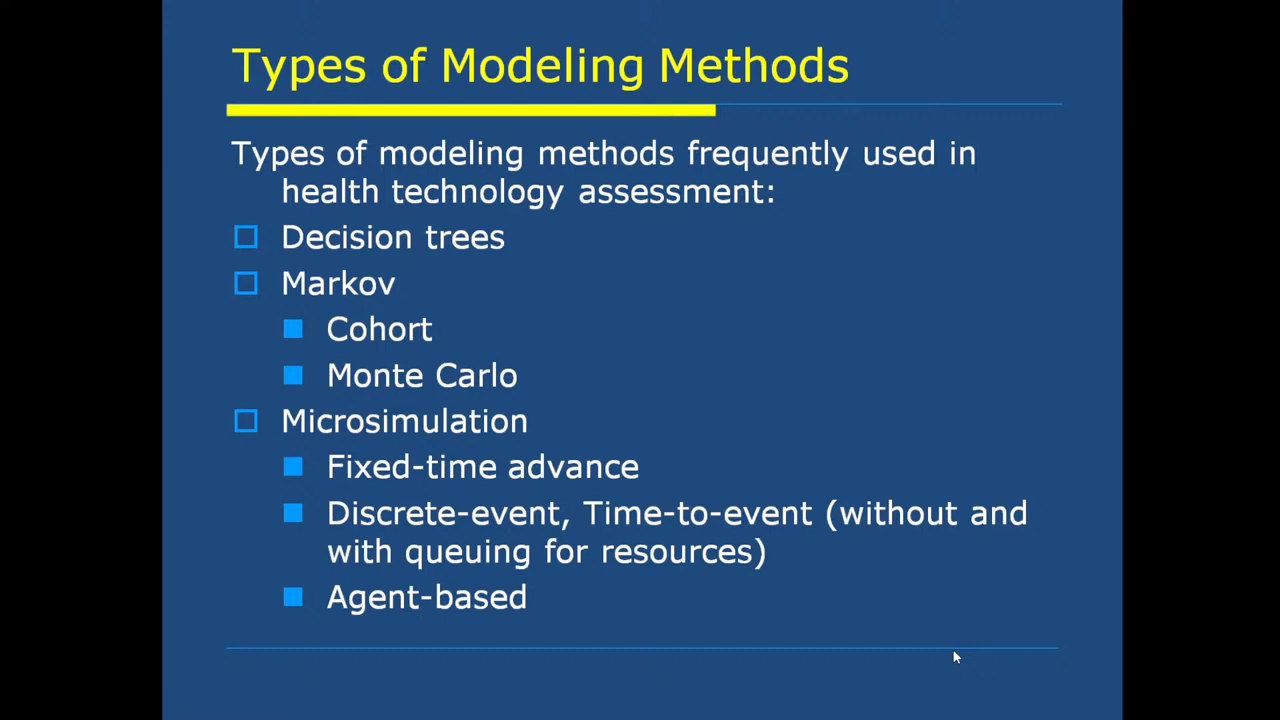 Types of Modeling Methods
Types of modeling methods frequently used in
health technology assessment:
Decision trees
Markov
Cohort
Monte Carlo
Microsimulation
Fixed-time advance
Discrete-event, Time-to-event (without and
with queuing for resources)
Agent-based